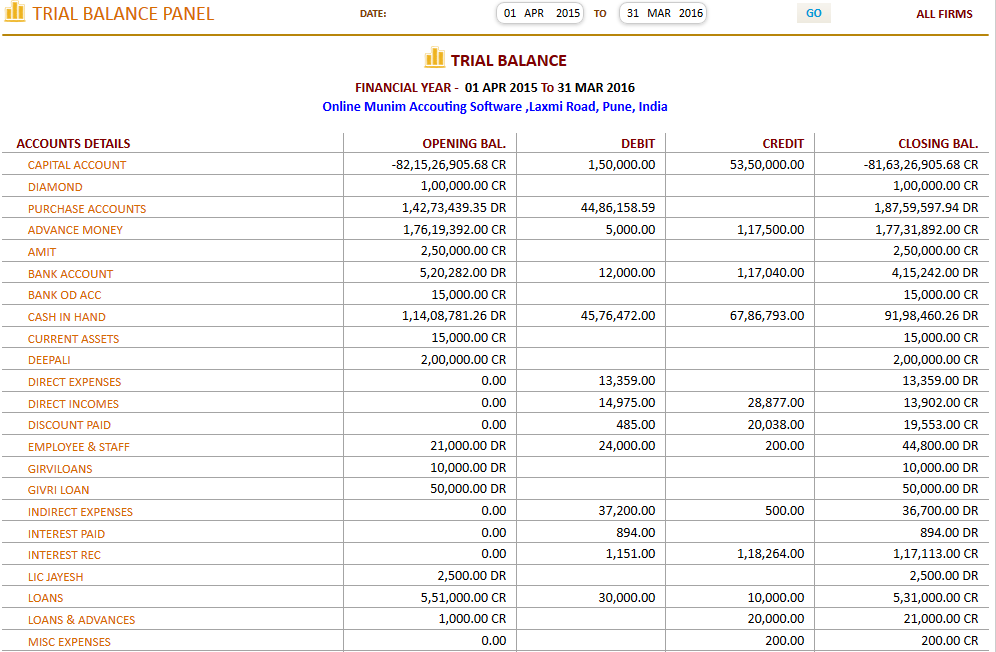 TRIAL BALANCE PANEL DATE: 01 APR 2015 TO 31 MAR 2016 GO ALL FIRMS
TRIAL BALANCE
FINANCIAL YEAR - 01 APR 2015 To 31 MAR 2016
Online Munim Accouting Software ,Laxmi Road, Pune, India
ACCOUNTS DETAILS OPENING BAL. DEBIT CREDIT CLOSING BAL.
CAPITAL ACCOUNT -82,15,26,905.68 CR 1,50,000.00 53,50,000.00 -81,63,26,905.68 CR
DIAMOND 1,00,000.00 CR 1,00,000.00 CR
PURCHASE ACCOUNTS 1,42,73,439.35 DR 44,86,158.59 1,87,59,597.94 DR
ADVANCE MONEY 1,76,19,392.00 CR 5,000.00 1,17,500.00 1,77,31,892.00 CR
AMIT 2,50,000.00 CR 2,50,000.00 CR
BANK ACCOUNT 5,20,282.00 DR 12,000.00 1,17,040.00 4,15,242.00 DR
BANK OD ACC 15,000.00 CR 15,000.00 CR
CASH IN HAND 1,14,08,781.26 DR 45,76,472.00 67,86,793.00 91,98,460.26 DR
CURRENT ASSETS 15,000.00 CR 15,000.00 CR
DEEPALI 2,00,000.00 CR 2,00,000.00 CR
DIRECT EXPENSES 0.00 13,359.00 13,359.00 DR
DIRECT INCOMES 0.00 14,975.00 28,877.00 13,902.00 CR
DISCOUNT PAID 0.00 485.00 20,038.00 19,553.00 CR
EMPLOYEE & STAFF 21,000.00 DR 24,000.00 200.00 44,800.00 DR
GIRVILOANS 10,000.00 DR 10,000.00 DR
GIVRI LOAN 50,000.00 DR 50,000.00 DR
INDIRECT EXPENSES 0.00 37,200.00 500.00 36,700.00 DR
INTEREST PAID 0.00 894.00 894.00 DR
INTEREST REC 0.00 1,151.00 1,18,264.00 1,17,113.00 CR
LIC JAYESH 2,500.00 DR 2,500.00 DR
LOANS 5,51,000.00 CR 30,000.00 10,000.00 5,31,000.00 CR
LOANS & ADVANCES 1,000.00 CR 20,000.00 21,000.00 CR
MISC EXPENSES 0.00 200.00 200.00 CR